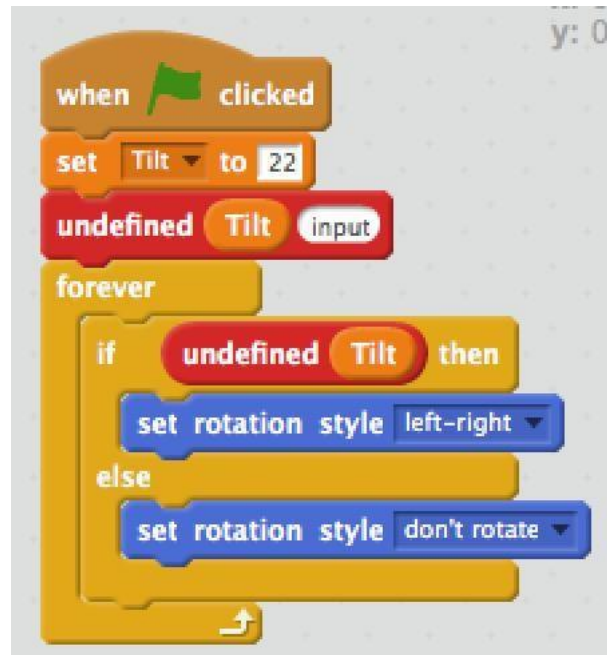 y: 0
when clicked
set Tilt to 22
undefined Tilt input
forever
if undefined Tilt then
set rotation style left-right
else
set rotation style don't rotate